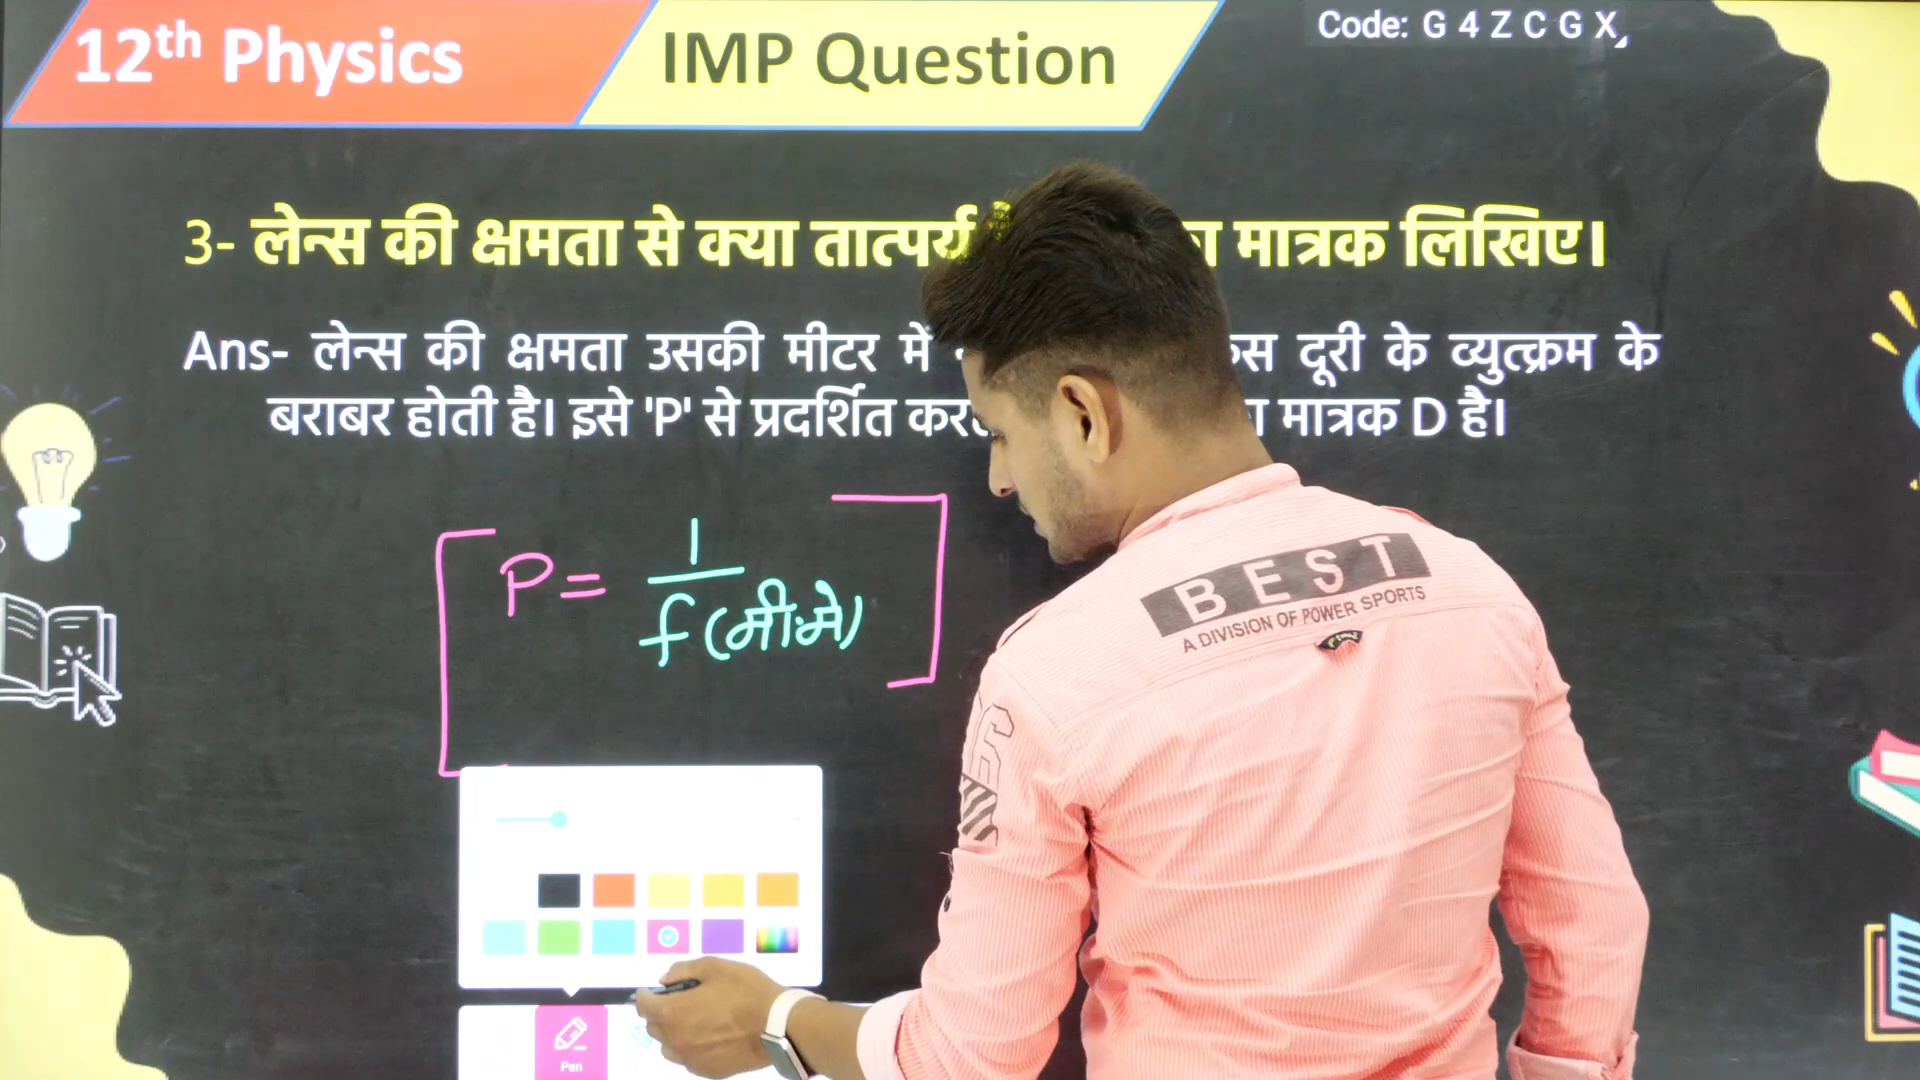 12th Physics
IMP Question
Code: G 4 Z C G X
3- लेन्स की क्षमता से क्या तात्पर्य मात्रक लिखिए।
Ans- लेन्स की क्षमता उसकी मीटर में दूरी के व्युत्क्रम के
बराबर होती है। इसे 'P' से प्रदर्शित मात्रक D है।
P = 1/f (मी.में)
BEST
A DIVISION OF POWER SPORTS
Pen